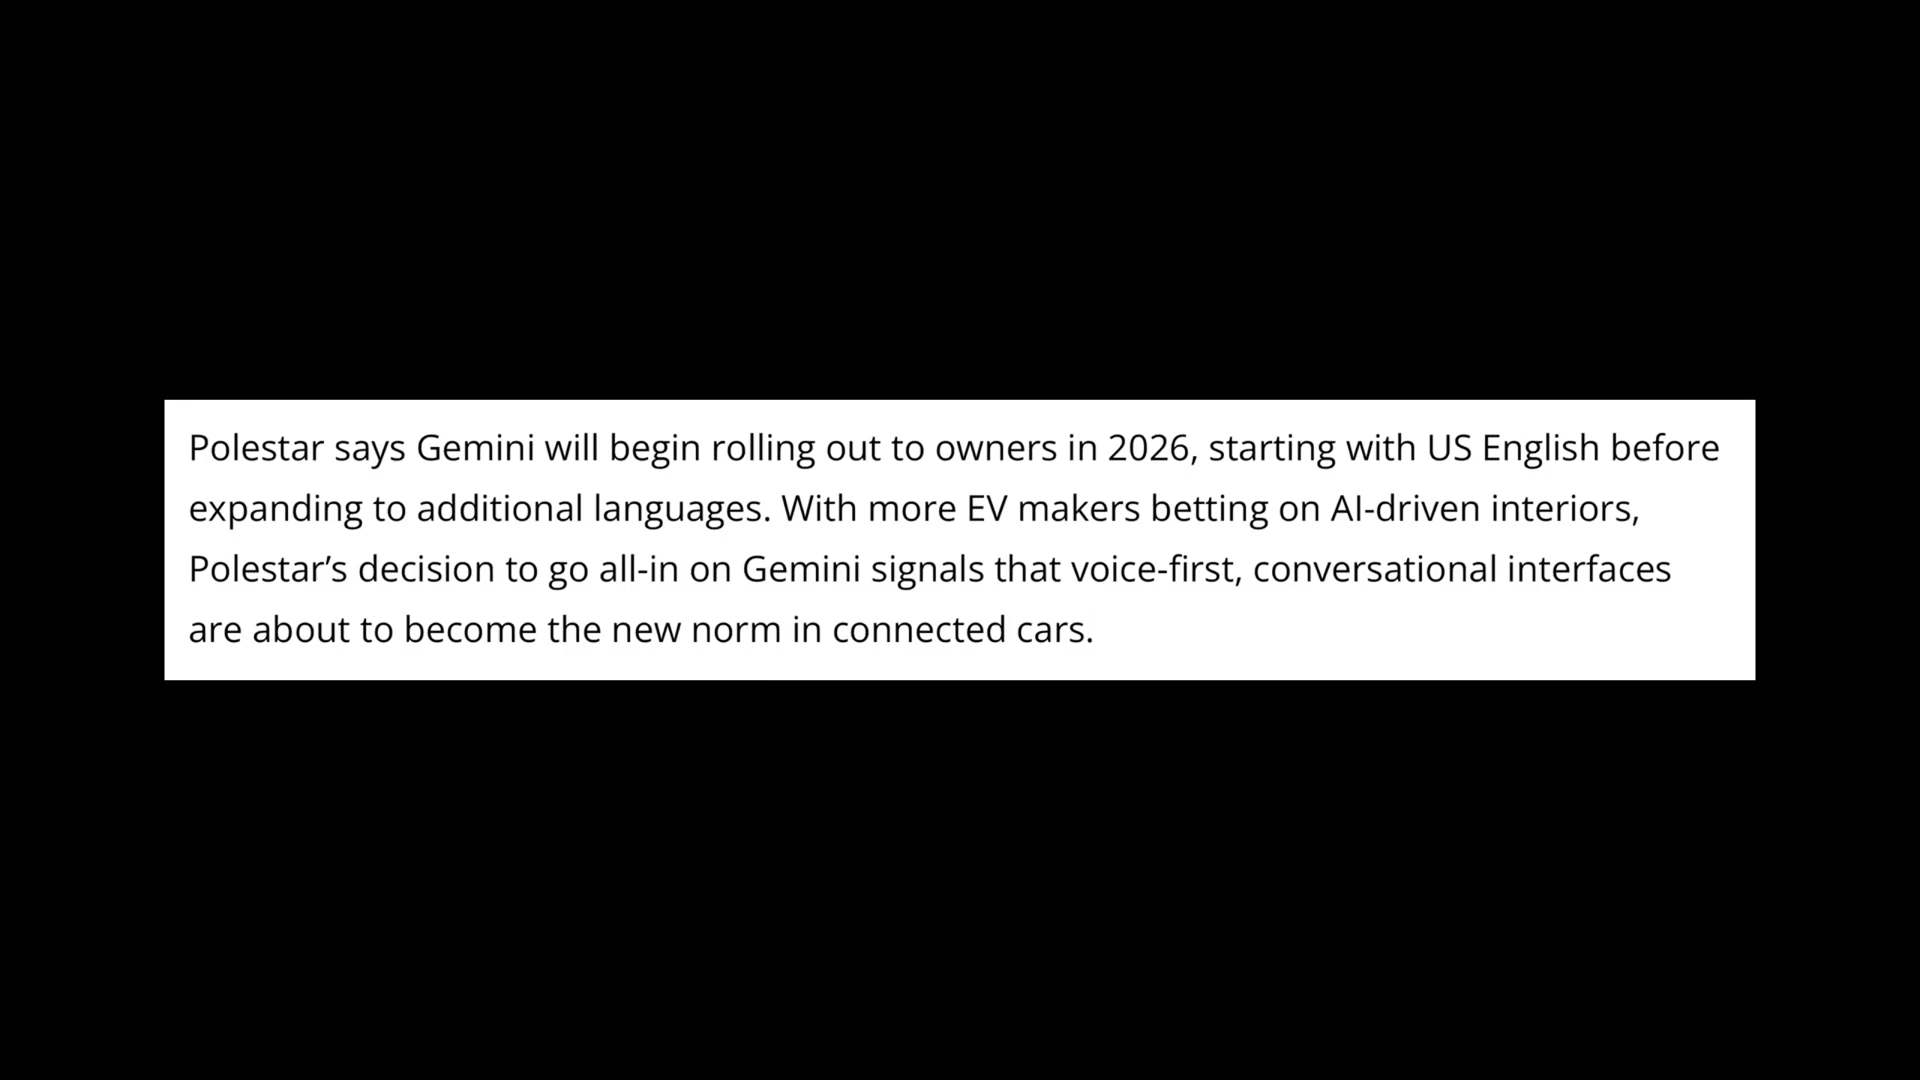 Polestar says Gemini will begin rolling out to owners in 2026, starting with US English before
expanding to additional languages. With more EV makers betting on AI-driven interiors,
Polestar’s decision to go all-in on Gemini signals that voice-first, conversational interfaces
are about to become the new norm in connected cars.